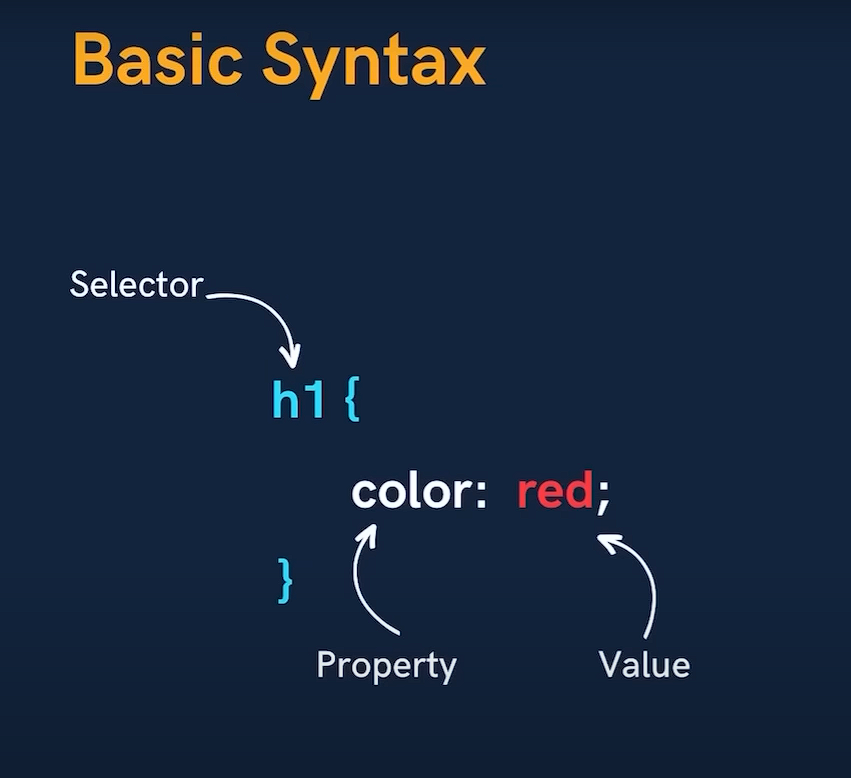 Basic Syntax
Selector
h1 {
color: red;
}
Property Value